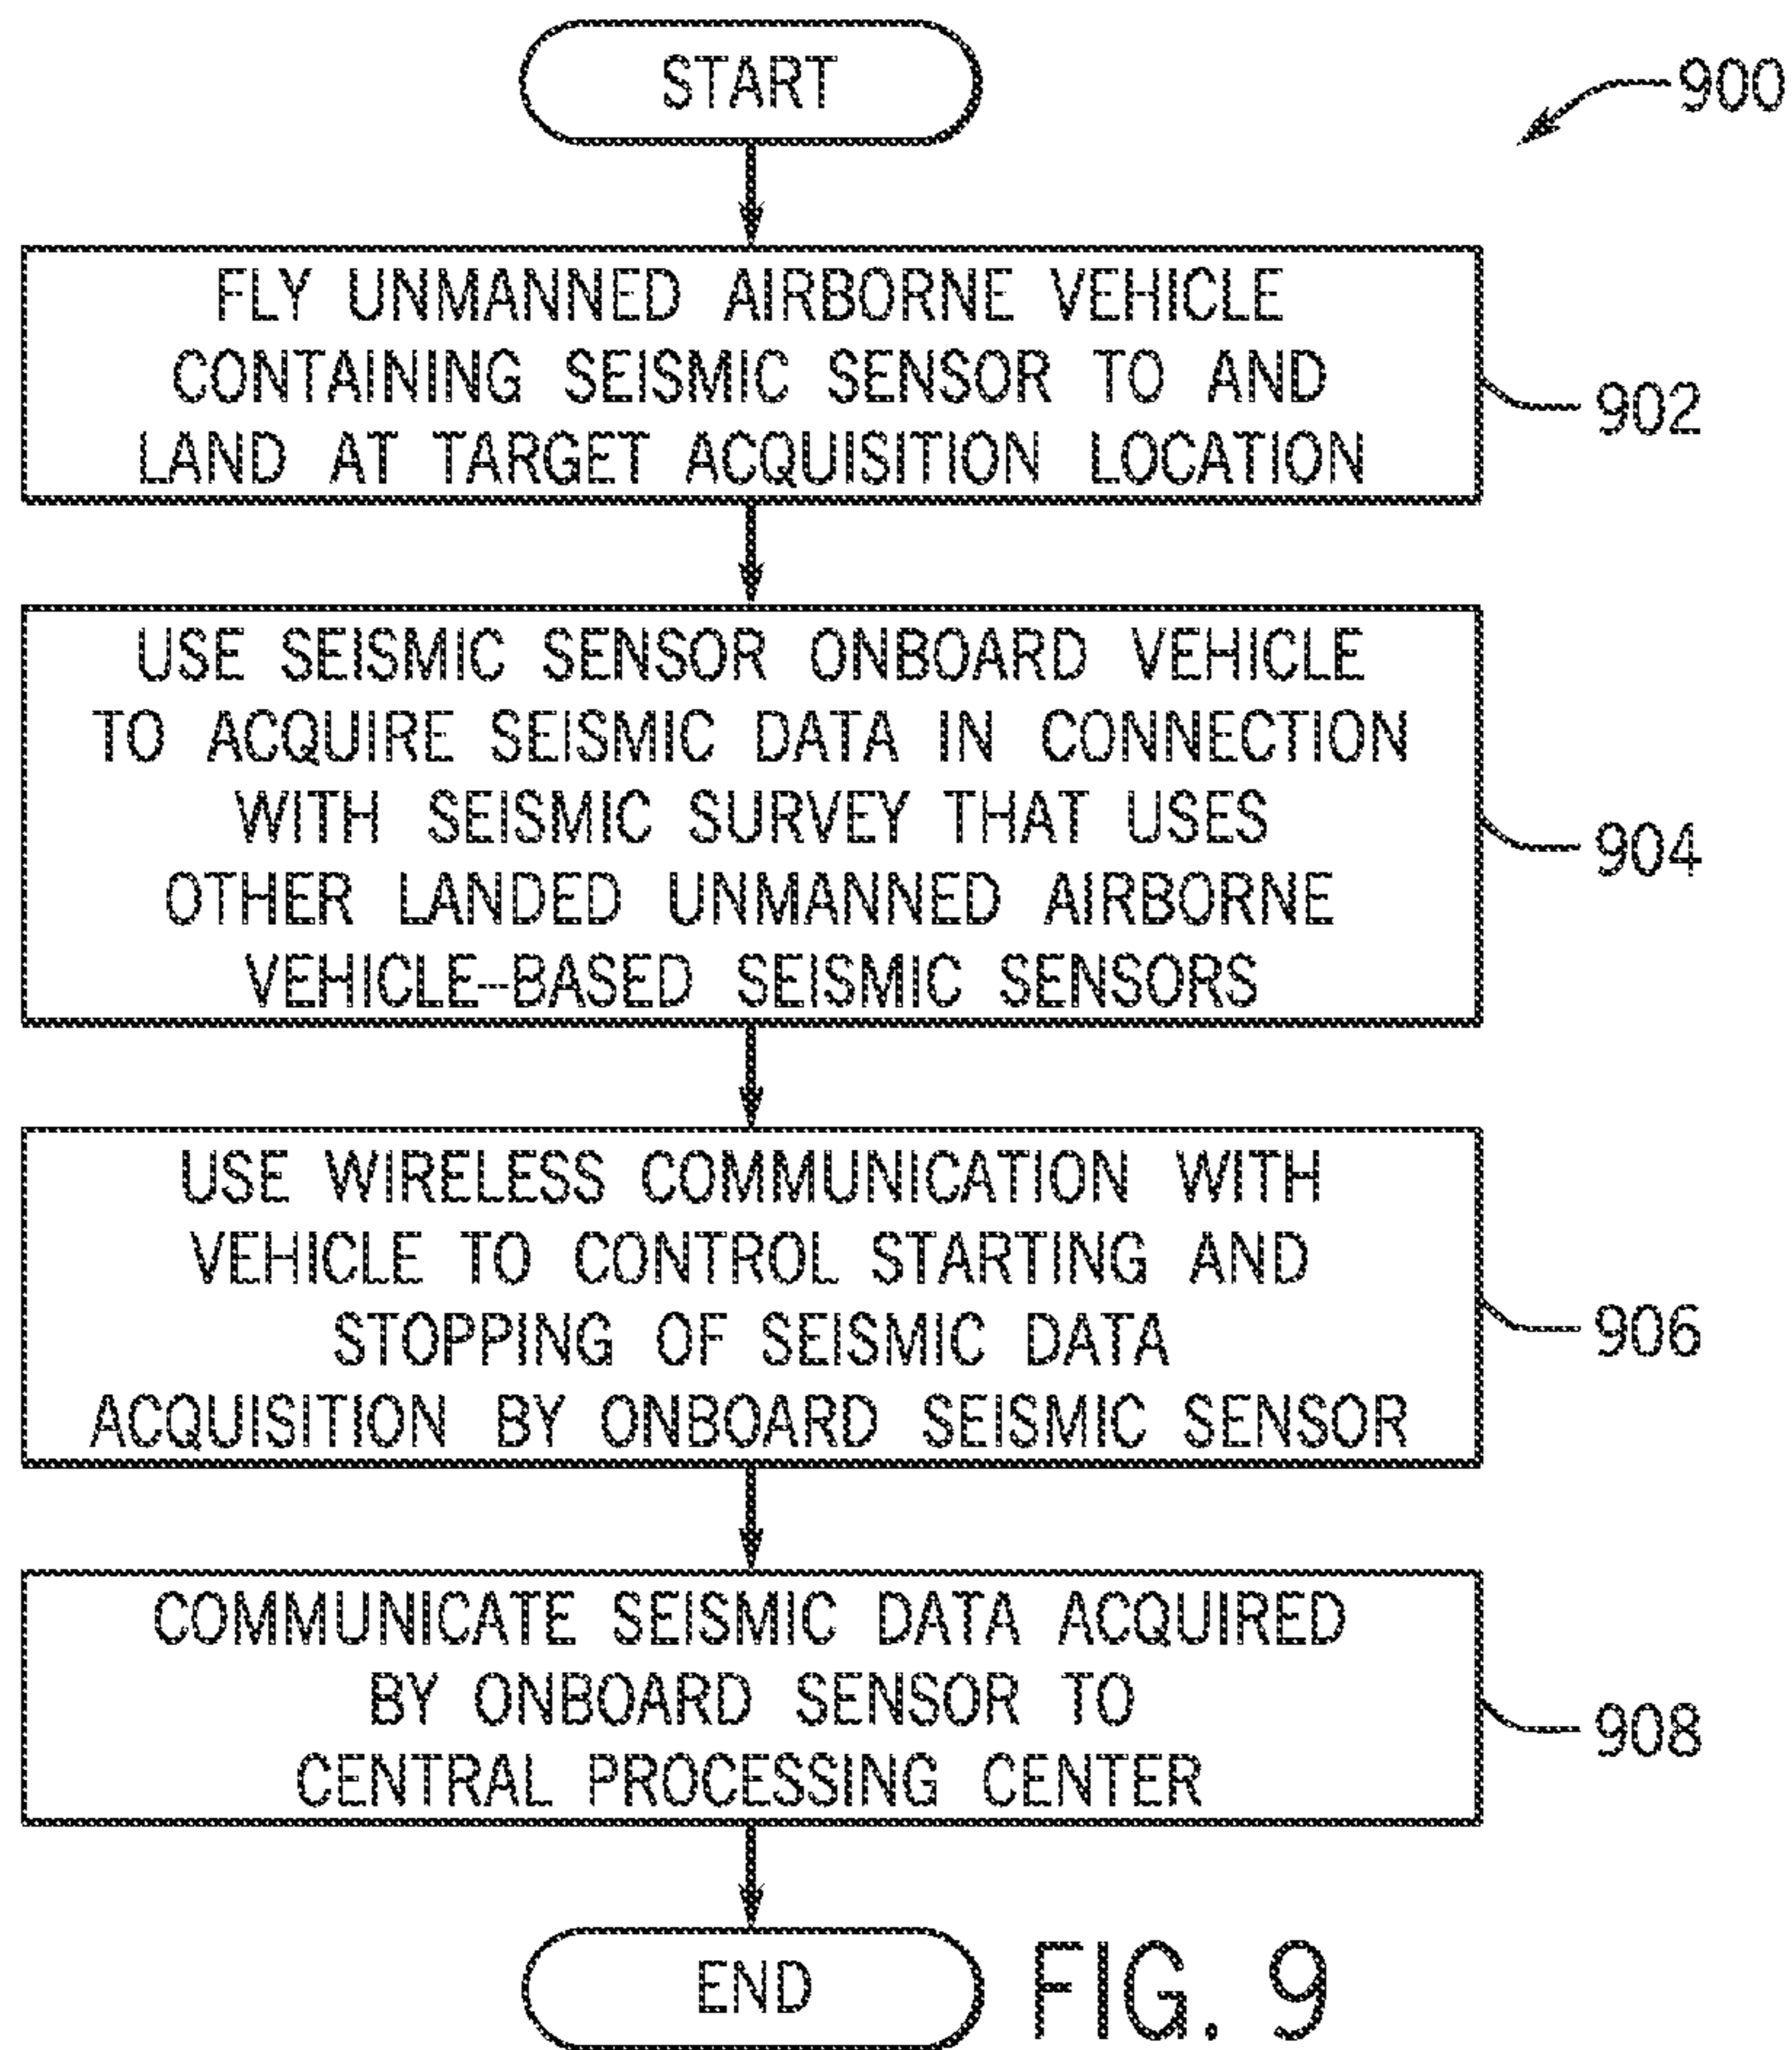 START
900
FLY UNMANNED AIRBORNE VEHICLE
CONTAINING SEISMIC SENSOR TO AND
LAND AT TARGET ACQUISITION LOCATION
902
USE SEISMIC SENSOR ONBOARD VEHICLE
TO ACQUIRE SEISMIC DATA IN CONNECTION
WITH SEISMIC SURVEY THAT USES
OTHER LANDED UNMANNED AIRBORNE
VEHICLE--BASED SEISMIC SENSORS
904
USE WIRELESS COMMUNICATION WITH
VEHICLE TO CONTROL STARTING AND
STOPPING OF SEISMIC DATA
ACQUISITION BY ONBOARD SEISMIC SENSOR
906
COMMUNICATE SEISMIC DATA ACQUIRED
BY ONBOARD SENSOR TO
CENTRAL PROCESSING CENTER
908
END
FIG. 9